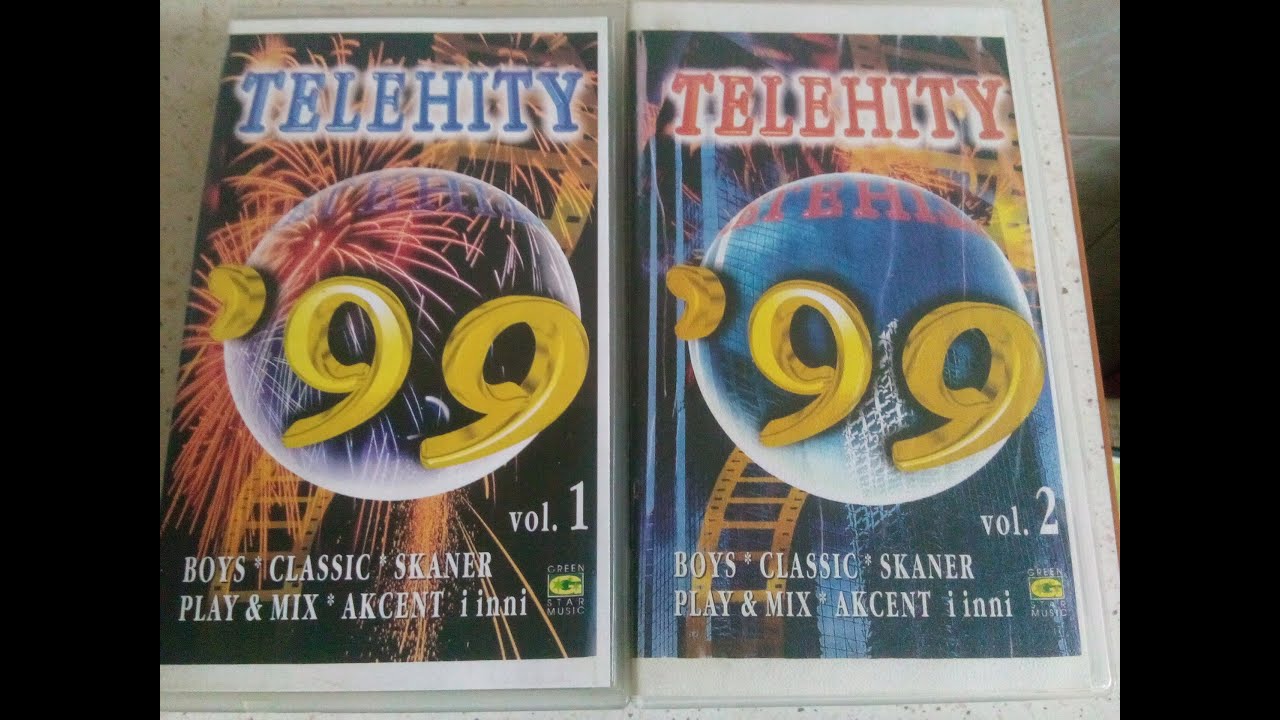 TELEHITY
'99
vol. 1
BOYS * CLASSIC * SKANER
PLAY & MIX * AKCENT i inni
GREEN
G
STAR
MUSIC
TELEHITY
'99
vol. 2
BOYS * CLASSIC * SKANER
PLAY & MIX * AKCENT i inni
GREEN
G
STAR
MUSIC